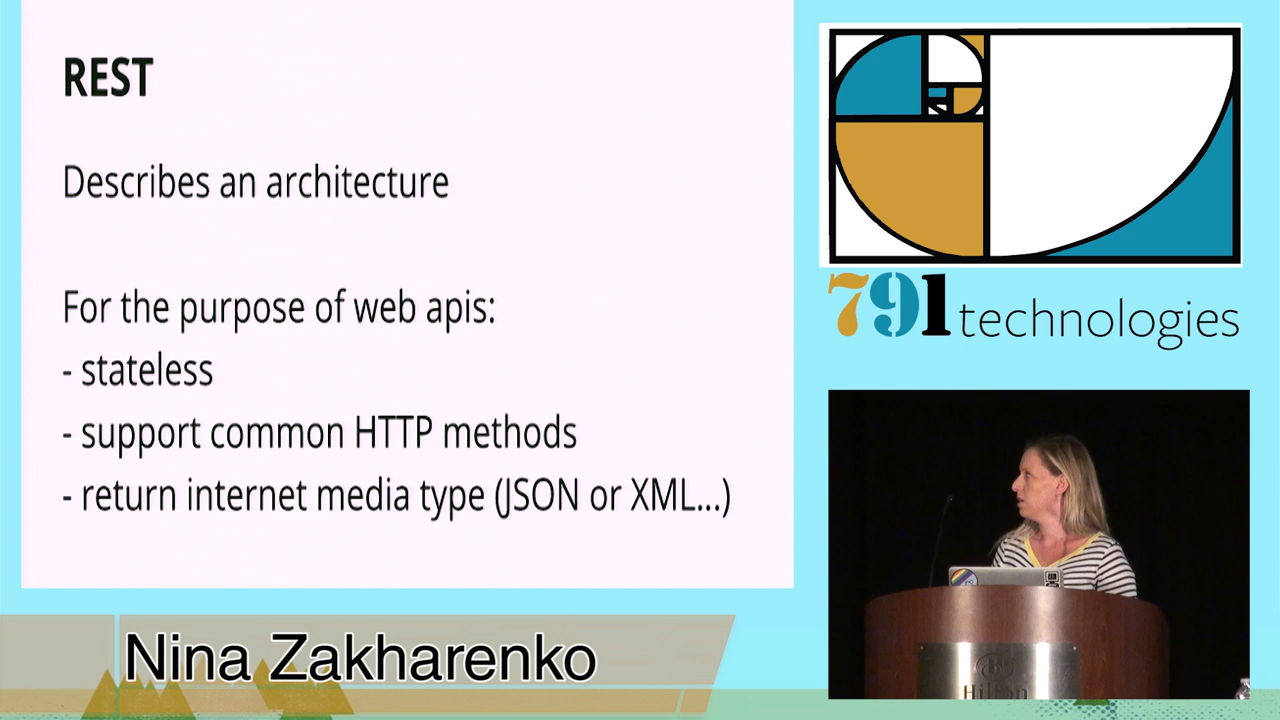 REST
Describes an architecture
For the purpose of web apis:
- stateless
- support common HTTP methods
- return internet media type (JSON or XML...)
791 technologies
Hilton
Nina Zakharenko